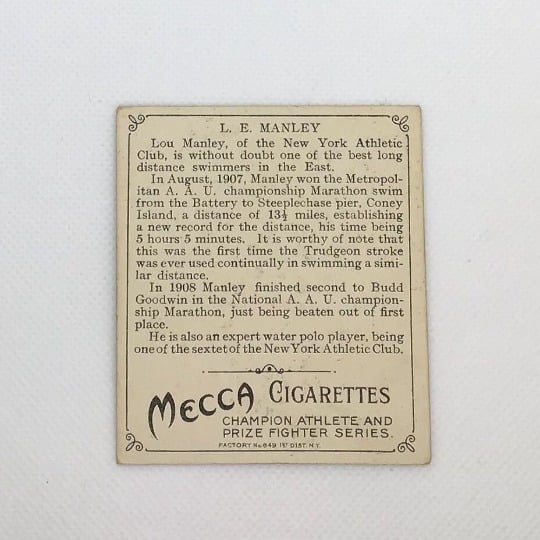 L. E. MANLEY
Lou Manley, of the New York Athletic
Club, is without doubt one of the best long
distance swimmers in the East.
In August, 1907, Manley won the Metropol-
itan A. A. U. championship Marathon swim
from the Battery to Steeplechase pier, Coney
Island, a distance of 13½ miles, establishing
a new record for the distance, his time being
5 hours 5 minutes. It is worthy of note that
this was the first time the Trudgeon stroke
was ever used continually in swimming a simi-
lar distance.
In 1908 Manley finished second to Budd
Goodwin in the National A. A. U. champion-
ship Marathon, just being beaten out of first
place.
He is also an expert water polo player, being
one of the sextet of the New York Athletic Club.
MECCA CIGARETTES
CHAMPION ATHLETE AND
PRIZE FIGHTER SERIES.
FACTORY No 649 1ST DIST. N.Y.